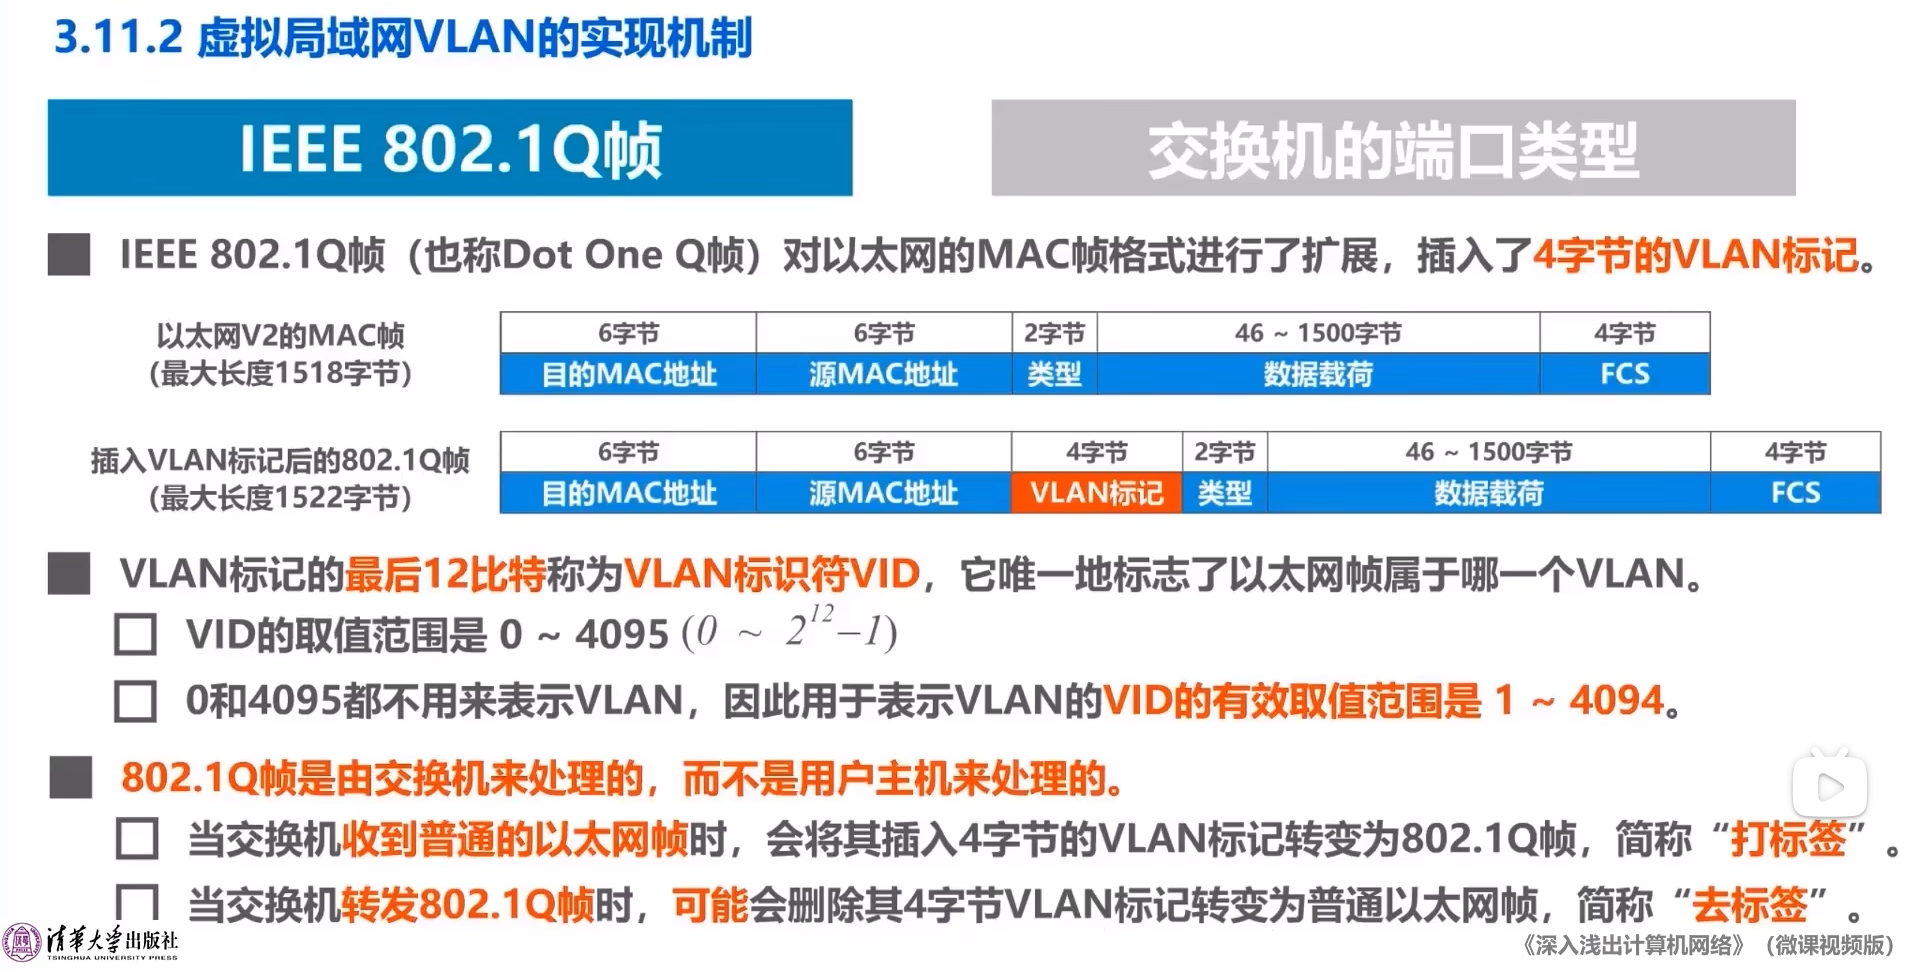 3.11.2 虚拟局域网VLAN的实现机制
IEEE 802.1Q帧
交换机的端口类型
IEEE 802.1Q帧（也称Dot One Q帧）对以太网的MAC帧格式进行了扩展，插入了4字节的VLAN标记。
以太网V2的MAC帧
（最大长度1518字节）
6字节 6字节 2字节 46 ~ 1500字节 4字节
目的MAC地址 源MAC地址 类型 数据载荷 FCS
插入VLAN标记后的802.1Q帧
（最大长度1522字节）
6字节 6字节 4字节 2字节 46 ~ 1500字节 4字节
目的MAC地址 源MAC地址 VLAN标记 类型 数据载荷 FCS
VLAN标记的最后12比特称为VLAN标识符VID，它唯一地标志了以太网帧属于哪一个VLAN。
VID的取值范围是 0 ~ 4095 (0 ~ 2^12−1)
0和4095都不用来表示VLAN，因此用于表示VLAN的VID的有效取值范围是 1 ~ 4094。
802.1Q帧是由交换机来处理的，而不是用户主机来处理的。
当交换机收到普通的以太网帧时，会将其插入4字节的VLAN标记转变为802.1Q帧，简称“打标签”。
当交换机转发802.1Q帧时，可能会删除其4字节VLAN标记转变为普通以太网帧，简称“去标签”。
清华大学出版社
TSINGHUA UNIVERSITY PRESS
《深入浅出计算机网络》（微课视频版）